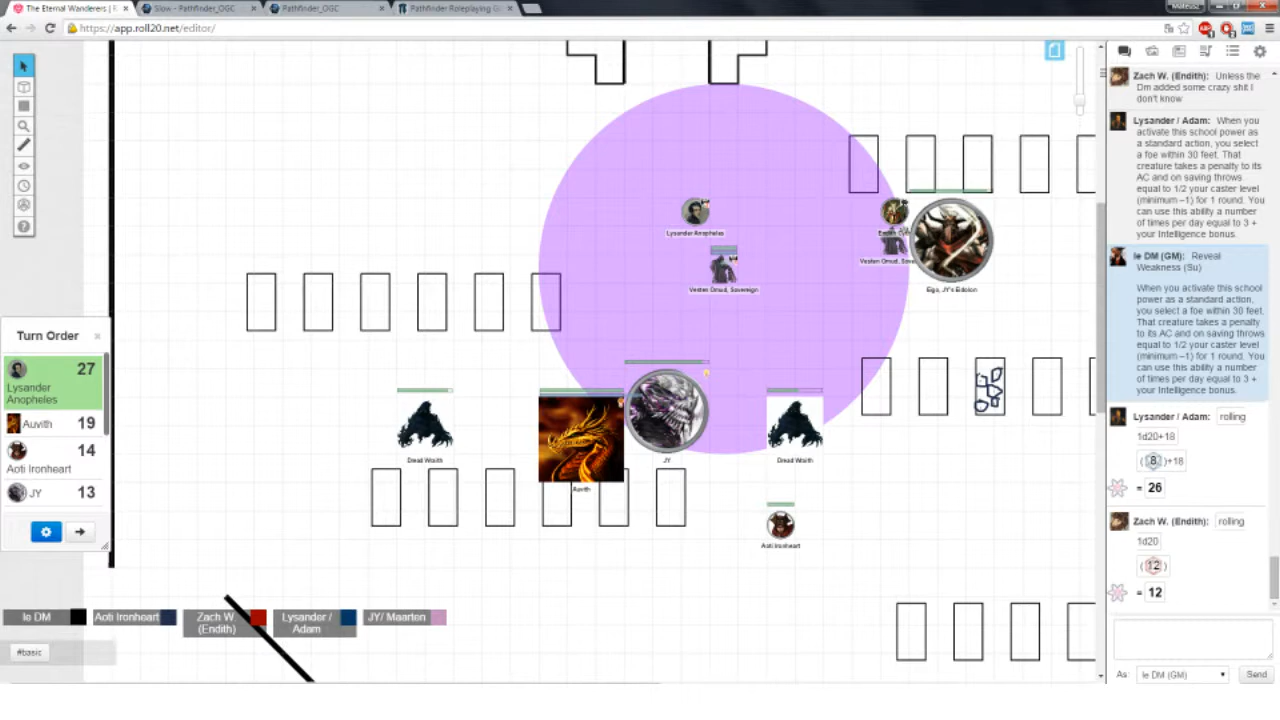 The Eternal Wanderers | R
Slow - Pathfinder_OGC
Pathfinder_OGC
Pathfinder Roleplaying G
Mateusz
https://app.roll20.net/editor/
Zach W. (Endith): Unless the
Dm added some crazy shit I
don't know
Lysander / Adam: When you
activate this school power as
a standard action, you select
a foe within 30 feet. That
creature takes a penalty to its
AC and on saving throws
equal to 1/2 your caster level
(minimum –1) for 1 round. You
can use this ability a number
of times per day equal to 3 +
your Intelligence bonus.
le DM (GM): Reveal
Weakness (Su)
When you activate this school
power as a standard action,
you select a foe within 30 feet.
That creature takes a penalty
to its AC and on saving throws
equal to 1/2 your caster level
(minimum –1) for 1 round. You
can use this ability a number
of times per day equal to 3 +
your Intelligence bonus.
Lysander / Adam: rolling
1d20+18
(8)+18
= 26
Zach W. (Endith): rolling
1d20
(12)
= 12
As: le DM (GM)
Send
Lysander Anopheles
Vesten Omud, Sovereign
Vesten Omud, Sove
Eigo, JY's Eidolon
Dread Wraith
Auvith
JY
Dread Wraith
Aoti Ironheart
Turn Order
27
Lysander
Anopheles
Auvith 19
14
Aoti Ironheart
JY 13
le DM
Aoti Ironheart
Zach W.
(Endith)
Lysander /
Adam
JY/ Maarten
#basic